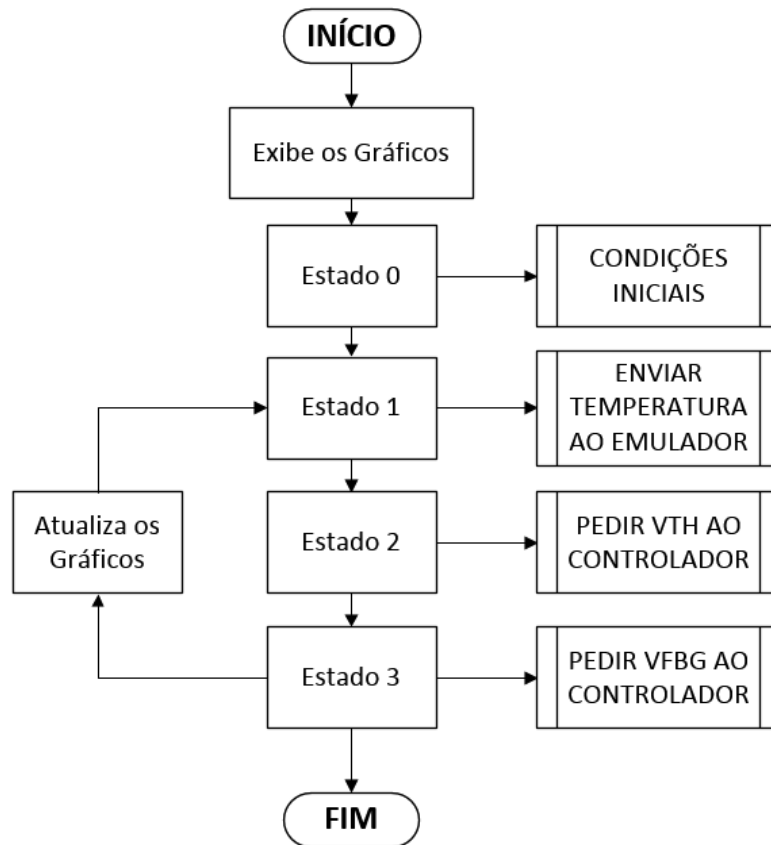 INÍCIO
Exibe os Gráficos
Estado 0
CONDIÇÕES
INICIAIS
Estado 1
ENVIAR
TEMPERATURA
AO EMULADOR
Atualiza os
Gráficos
Estado 2
PEDIR VTH AO
CONTROLADOR
Estado 3
PEDIR VFBG AO
CONTROLADOR
FIM